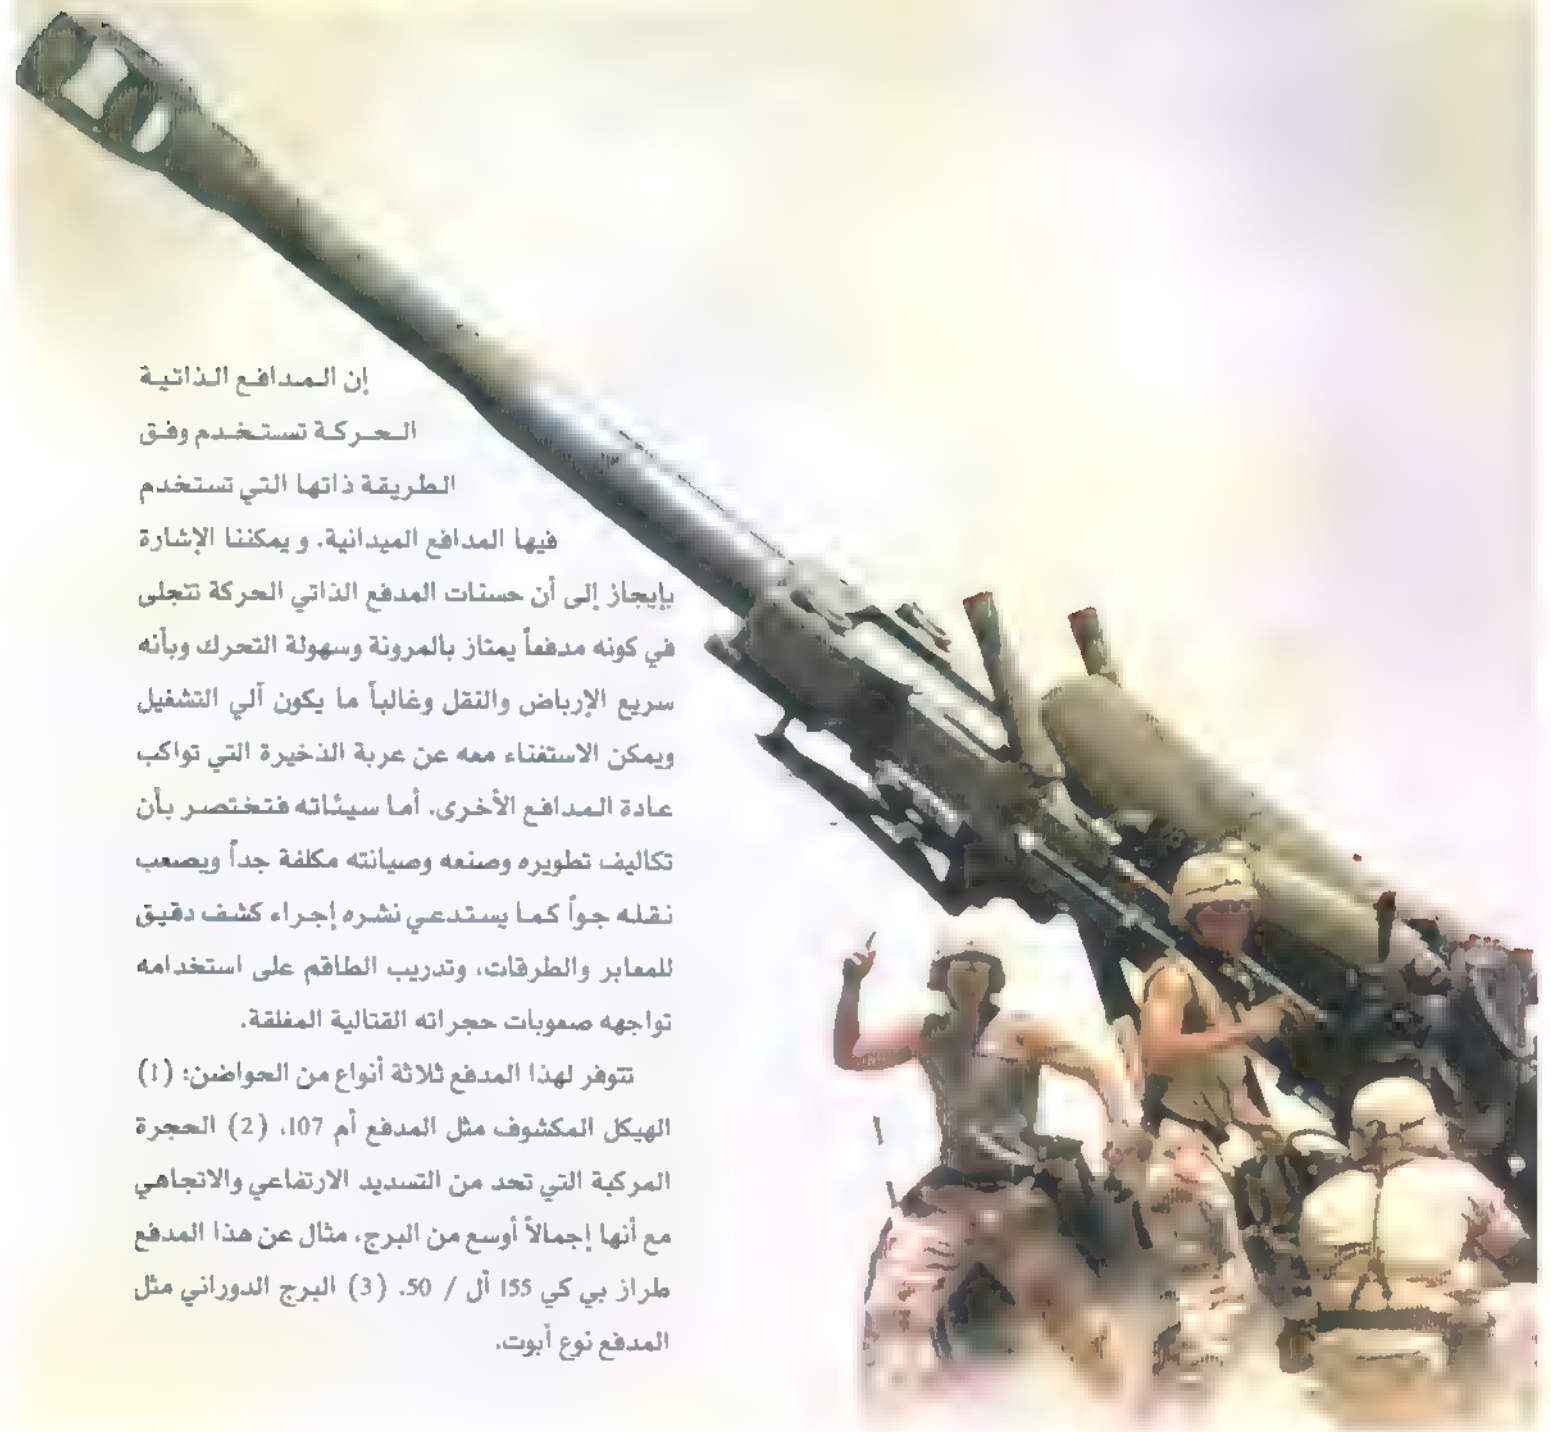 إن المدافع الذاتية
الحركة تستخدم وفق
الطريقة ذاتها التي تستخدم
فيها المدافع الميدانية. و يمكننا الإشارة
بإيجاز إلى أن حسنات المدفع الذاتي الحركة تتجلى
في كونه مدفعاً يمتاز بالمرونة وسهولة التحرك وبأنه
سريع الإرباض والنقل وغالباً ما يكون آلي التشغيل
ويمكن الاستغناء معه عن عربة الذخيرة التي تواكب
عادة المدافع الأخرى. أما سيئاته فتختصر بأن
تكاليف تطويره وصنعه وصيانته مكلفة جداً ويصعب
نقله جواً كما يستدعي نشره إجراء كشف دقيق
للمعابر والطرقات، وتدريب الطاقم على استخدامه
تواجهه صعوبات حجراته القتالية المغلقة.
تتوفر لهذا المدفع ثلاثة أنواع من الحواضن: (1)
الهيكل المكشوف مثل المدفع أم 107. (2) الحجرة
المركبة التي تحد من التسديد الارتفاعي والاتجاهي
مع أنها إجمالاً أوسع من البرج، مثال عن هذا المدفع
طراز بي كي 155 أل / 50. (3) البرج الدوراني مثل
المدفع نوع أبوت.